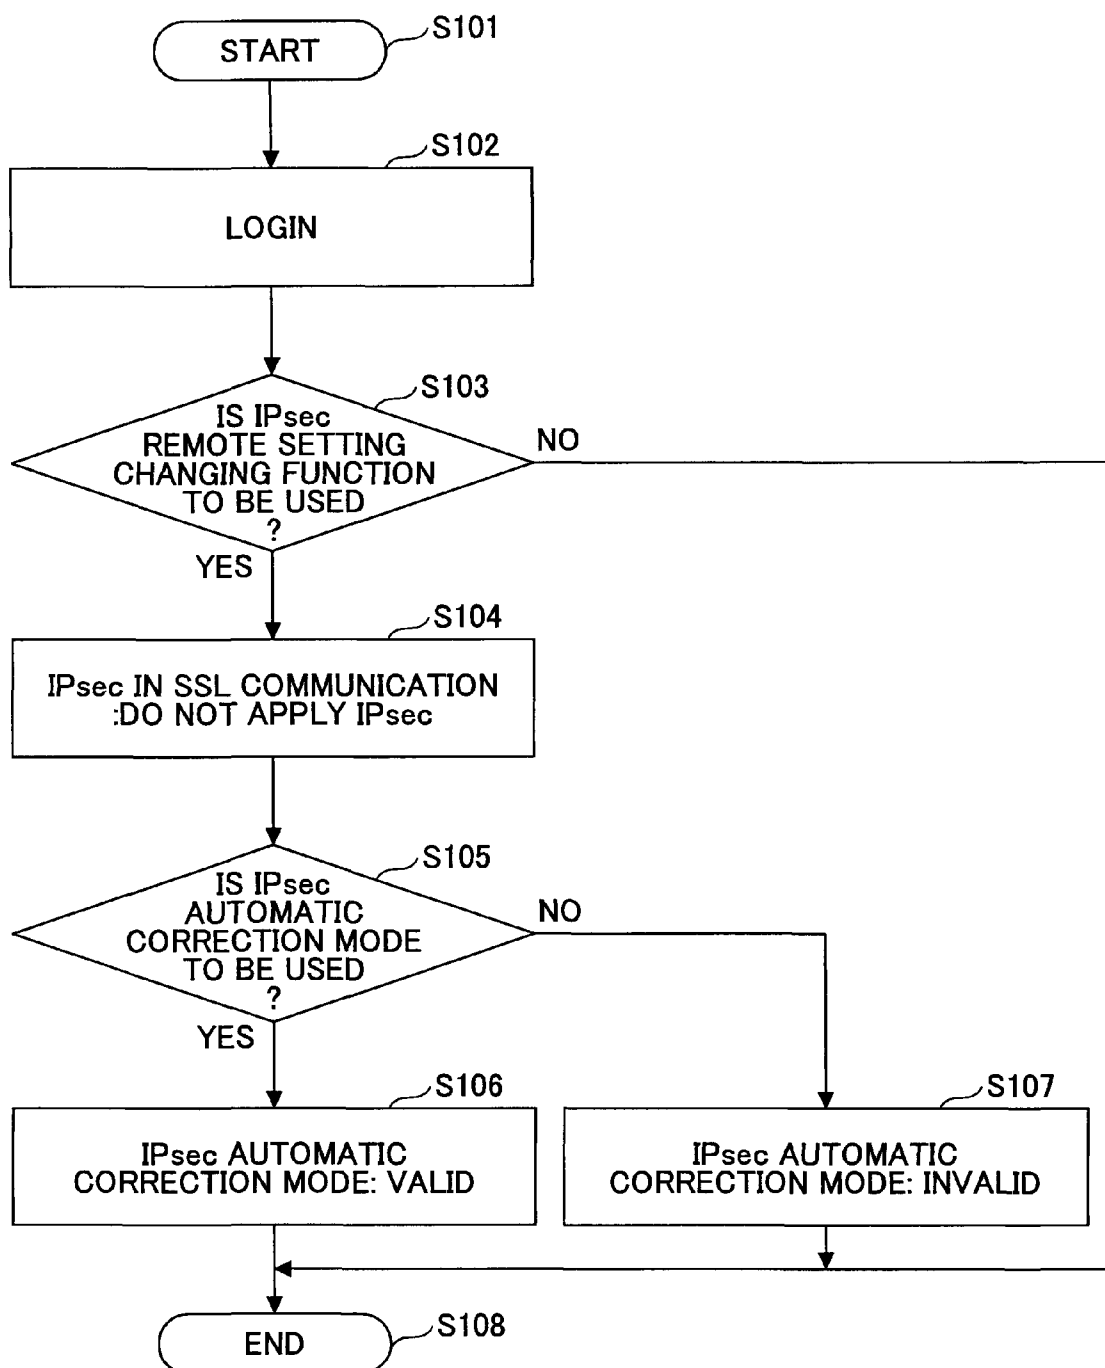 S101
START
S102
LOGIN
S103
IS IPsec
REMOTE SETTING
CHANGING FUNCTION
TO BE USED
?
NO
YES
S104
IPsec IN SSL COMMUNICATION
:DO NOT APPLY IPsec
S105
IS IPsec
AUTOMATIC
CORRECTION MODE
TO BE USED
?
NO
YES
S106
IPsec AUTOMATIC
CORRECTION MODE: VALID
S107
IPsec AUTOMATIC
CORRECTION MODE: INVALID
S108
END